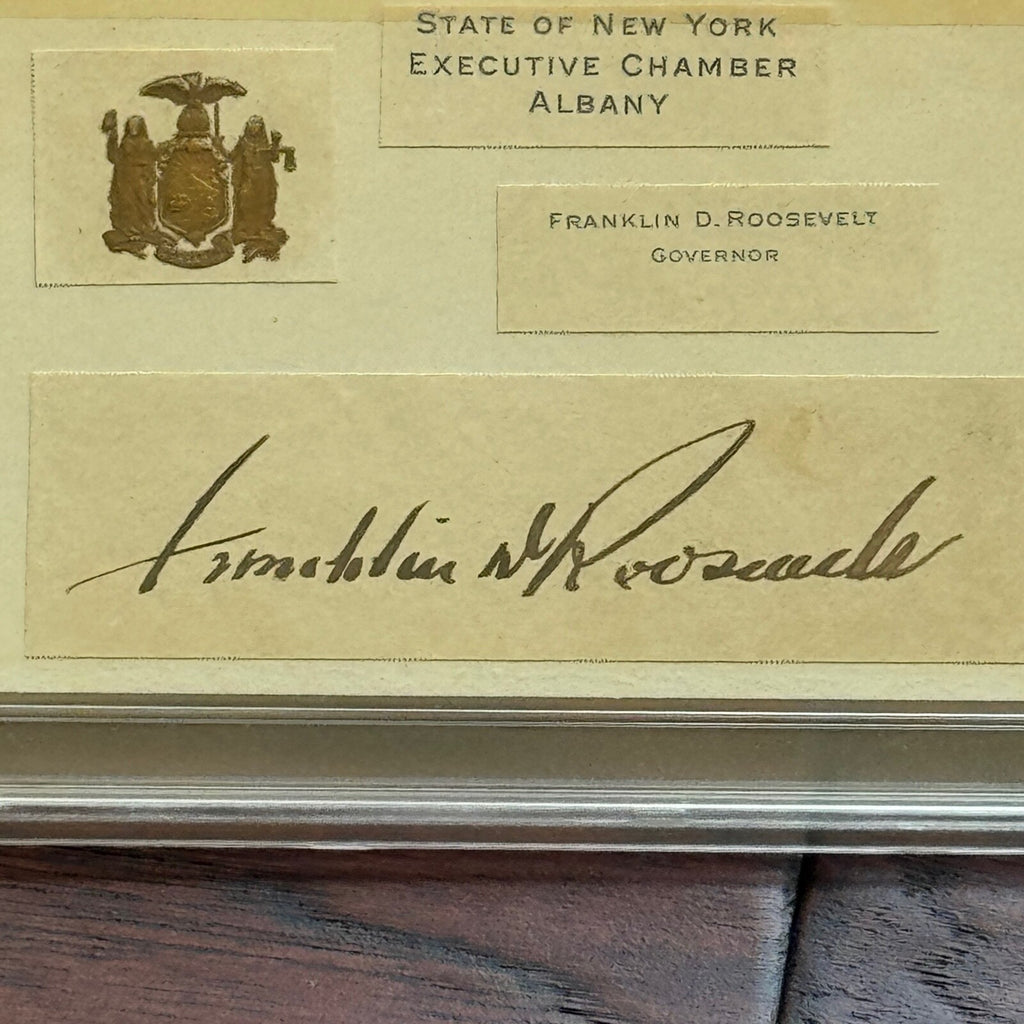 STATE OF NEW YORK
EXECUTIVE CHAMBER
ALBANY
FRANKLIN D. ROOSEVELT
GOVERNOR
Franklin D Roosevelt